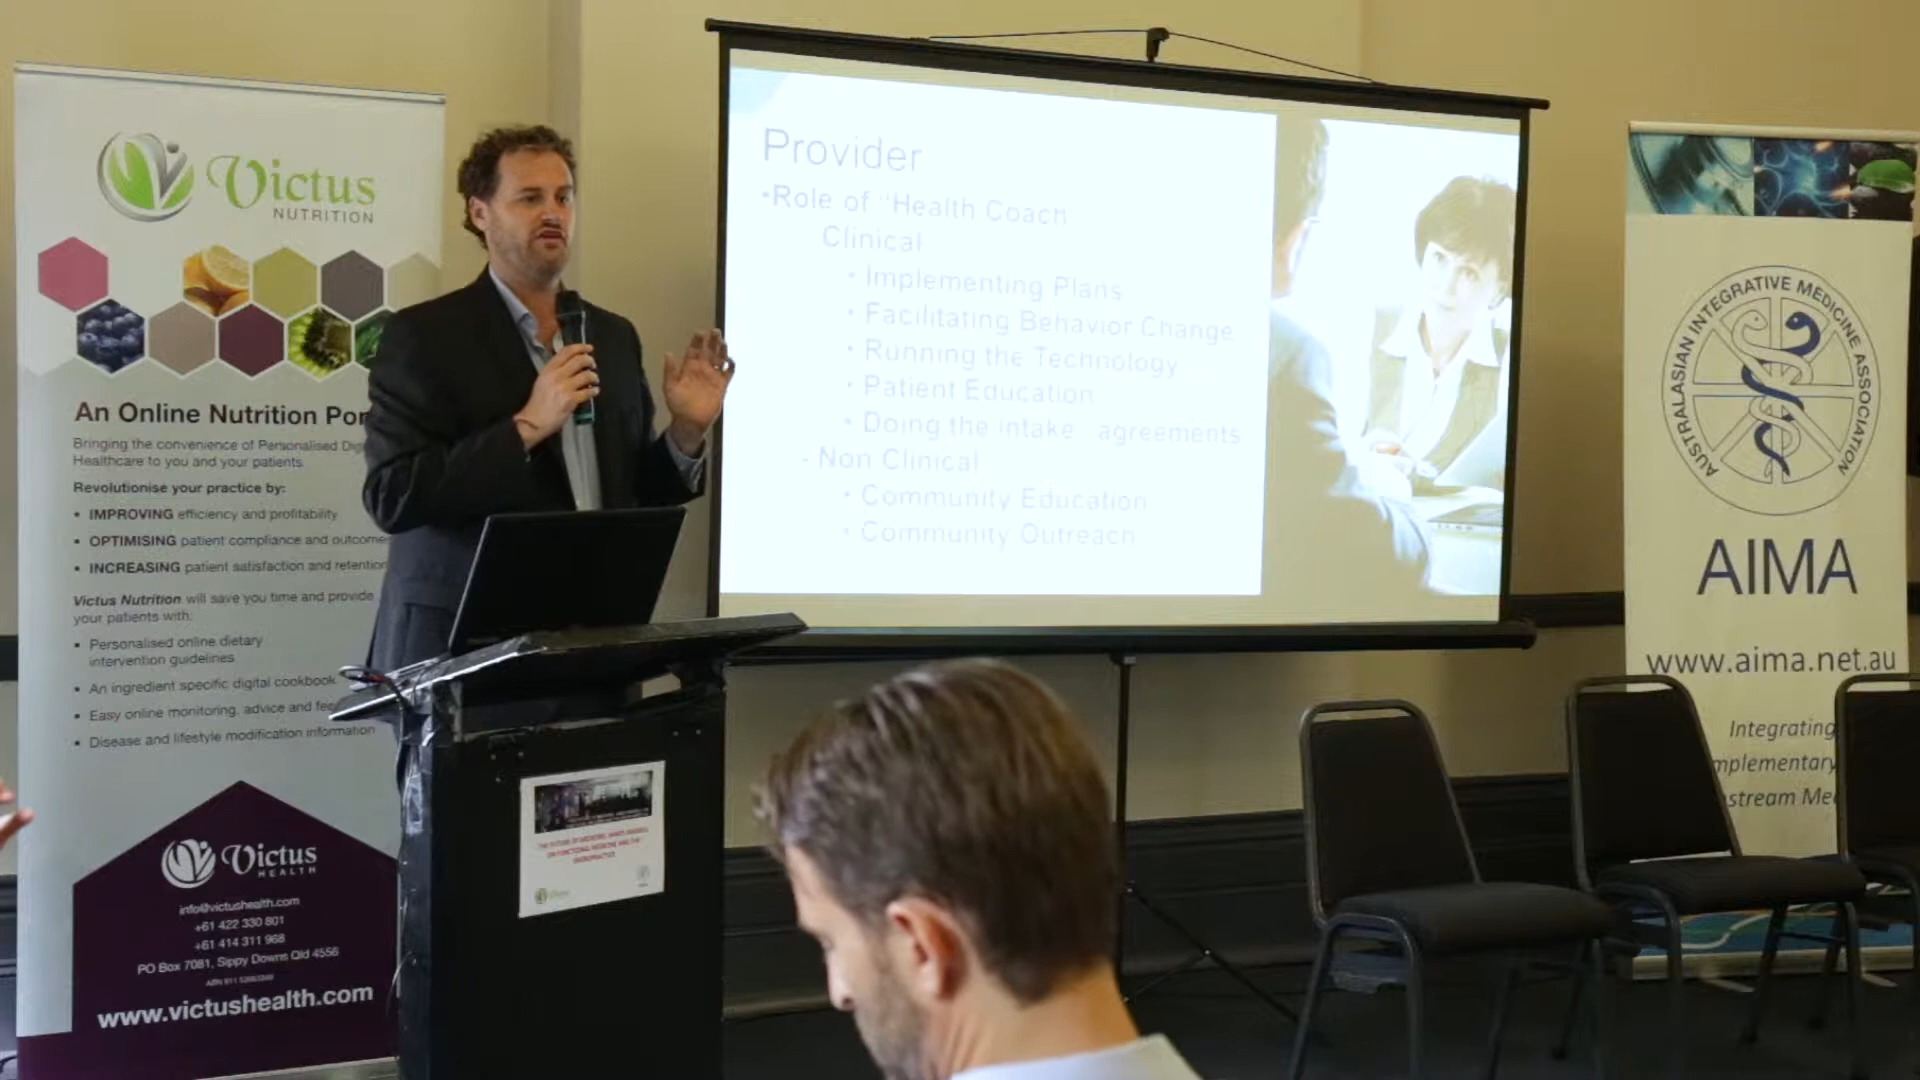 Victus
NUTRITION
An Online Nutrition Por
Bringing the convenience of Personalised Dig
Healthcare to you and your patients.
Revolutionise your practice by:
• IMPROVING efficiency and profitability
• OPTIMISING patient compliance and outcome
• INCREASING patient satisfaction and retention
Victus Nutrition will save you time and provide
your patients with:
• Personalised online dietary
intervention guidelines
• An ingredient specific digital cookbook
• Easy online monitoring, advice and fee
• Disease and lifestyle modification information
Victus
HEALTH
info@victushealth.com
+61 422 330 801
+61 414 311 968
PO Box 7081, Sippy Downs Qld 4556
www.victushealth.com
Provider
•Role of "Health Coach
Clinical
• Implementing Plans
• Facilitating Behavior Change
• Running the Technology
• Patient Education
• Doing the intake agreements
- Non Clinical
• Community Education
• Community Outreach
AUSTRALASIAN INTEGRATIVE MEDICINE ASSOCIATION
AIMA
www.aima.net.au
Integrating
mplementary
stream Me